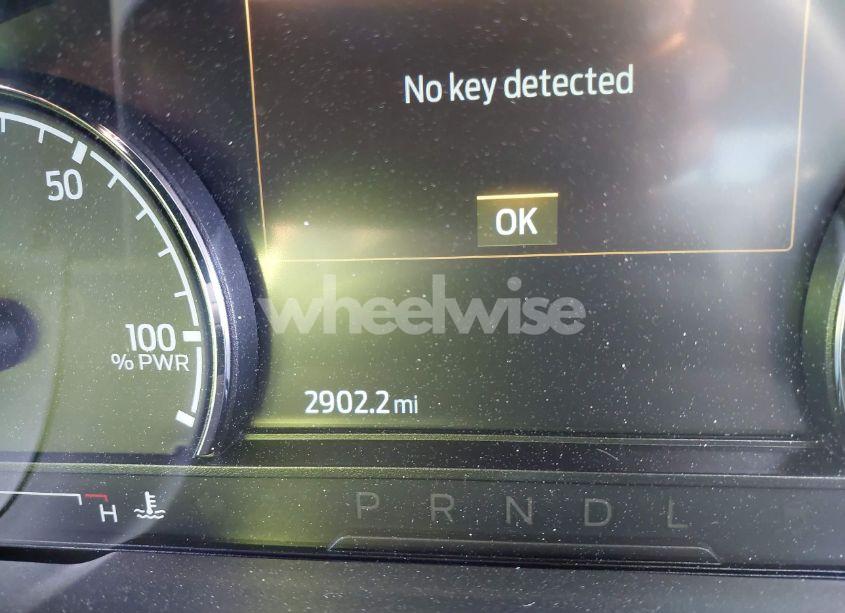 No key detected
50
OK
wheelwise
100
% PWR
2902.2 mi
H
P R N D L